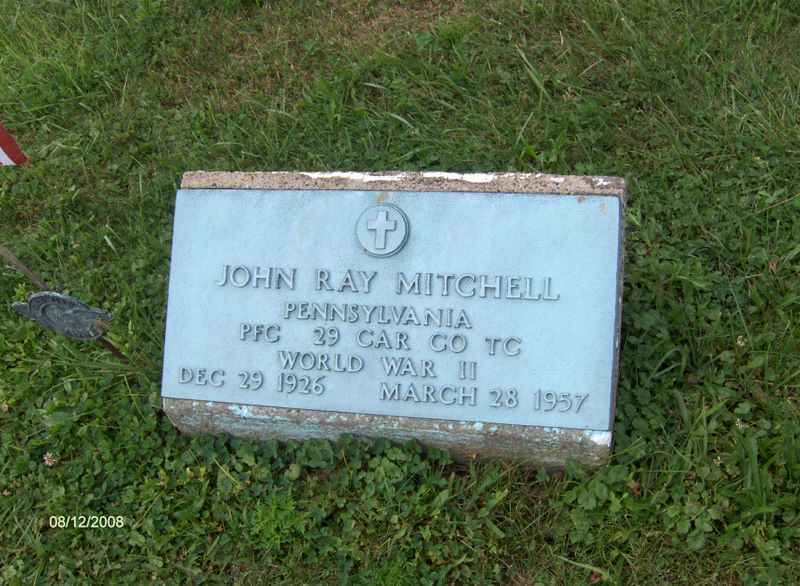 JOHN RAY MITCHELL
PENNSYLVANIA
PFC 29 CAR CO TC
WORLD WAR II
DEC 29 1926 MARCH 28 1957
08/12/2008